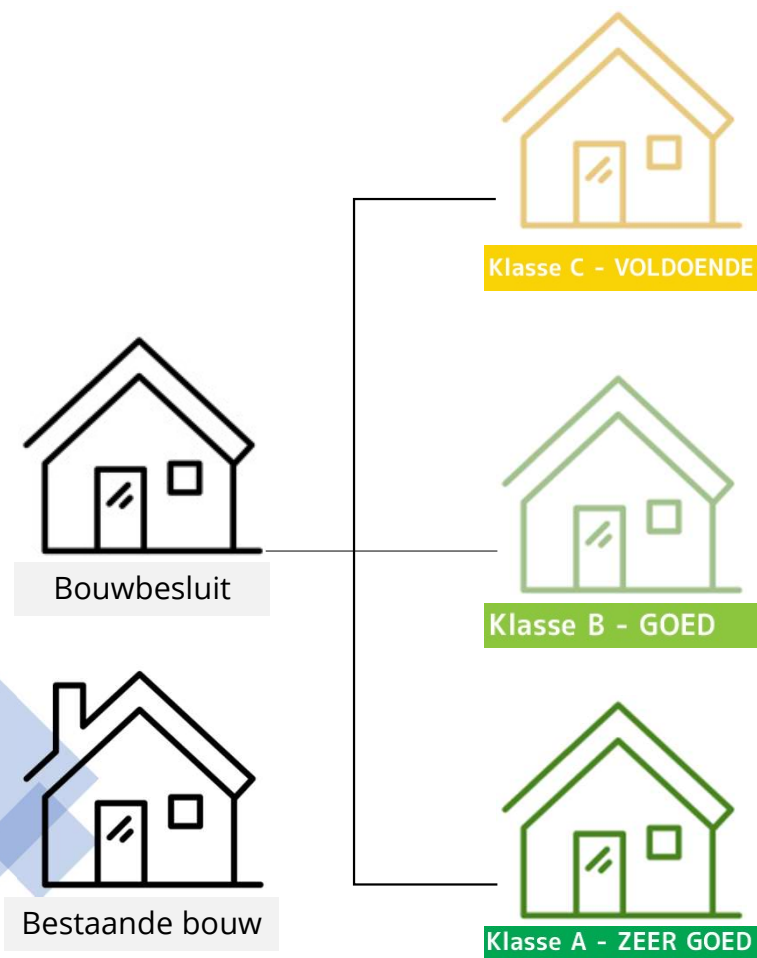 Klasse C - VOLDOENDE
Bouwbesluit
Klasse B - GOED
Bestaande bouw
Klasse A - ZEER GOED